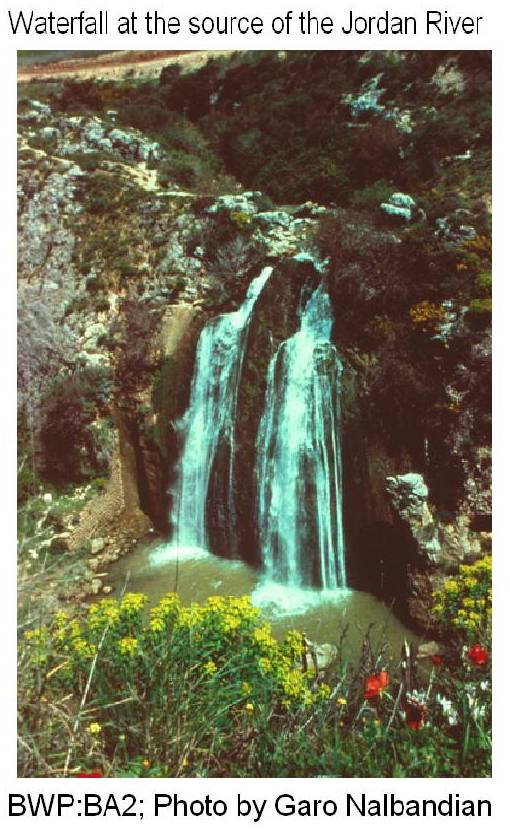 Waterfall at the source of the Jordan River
BWP:BA2; Photo by Garo Nalbandian